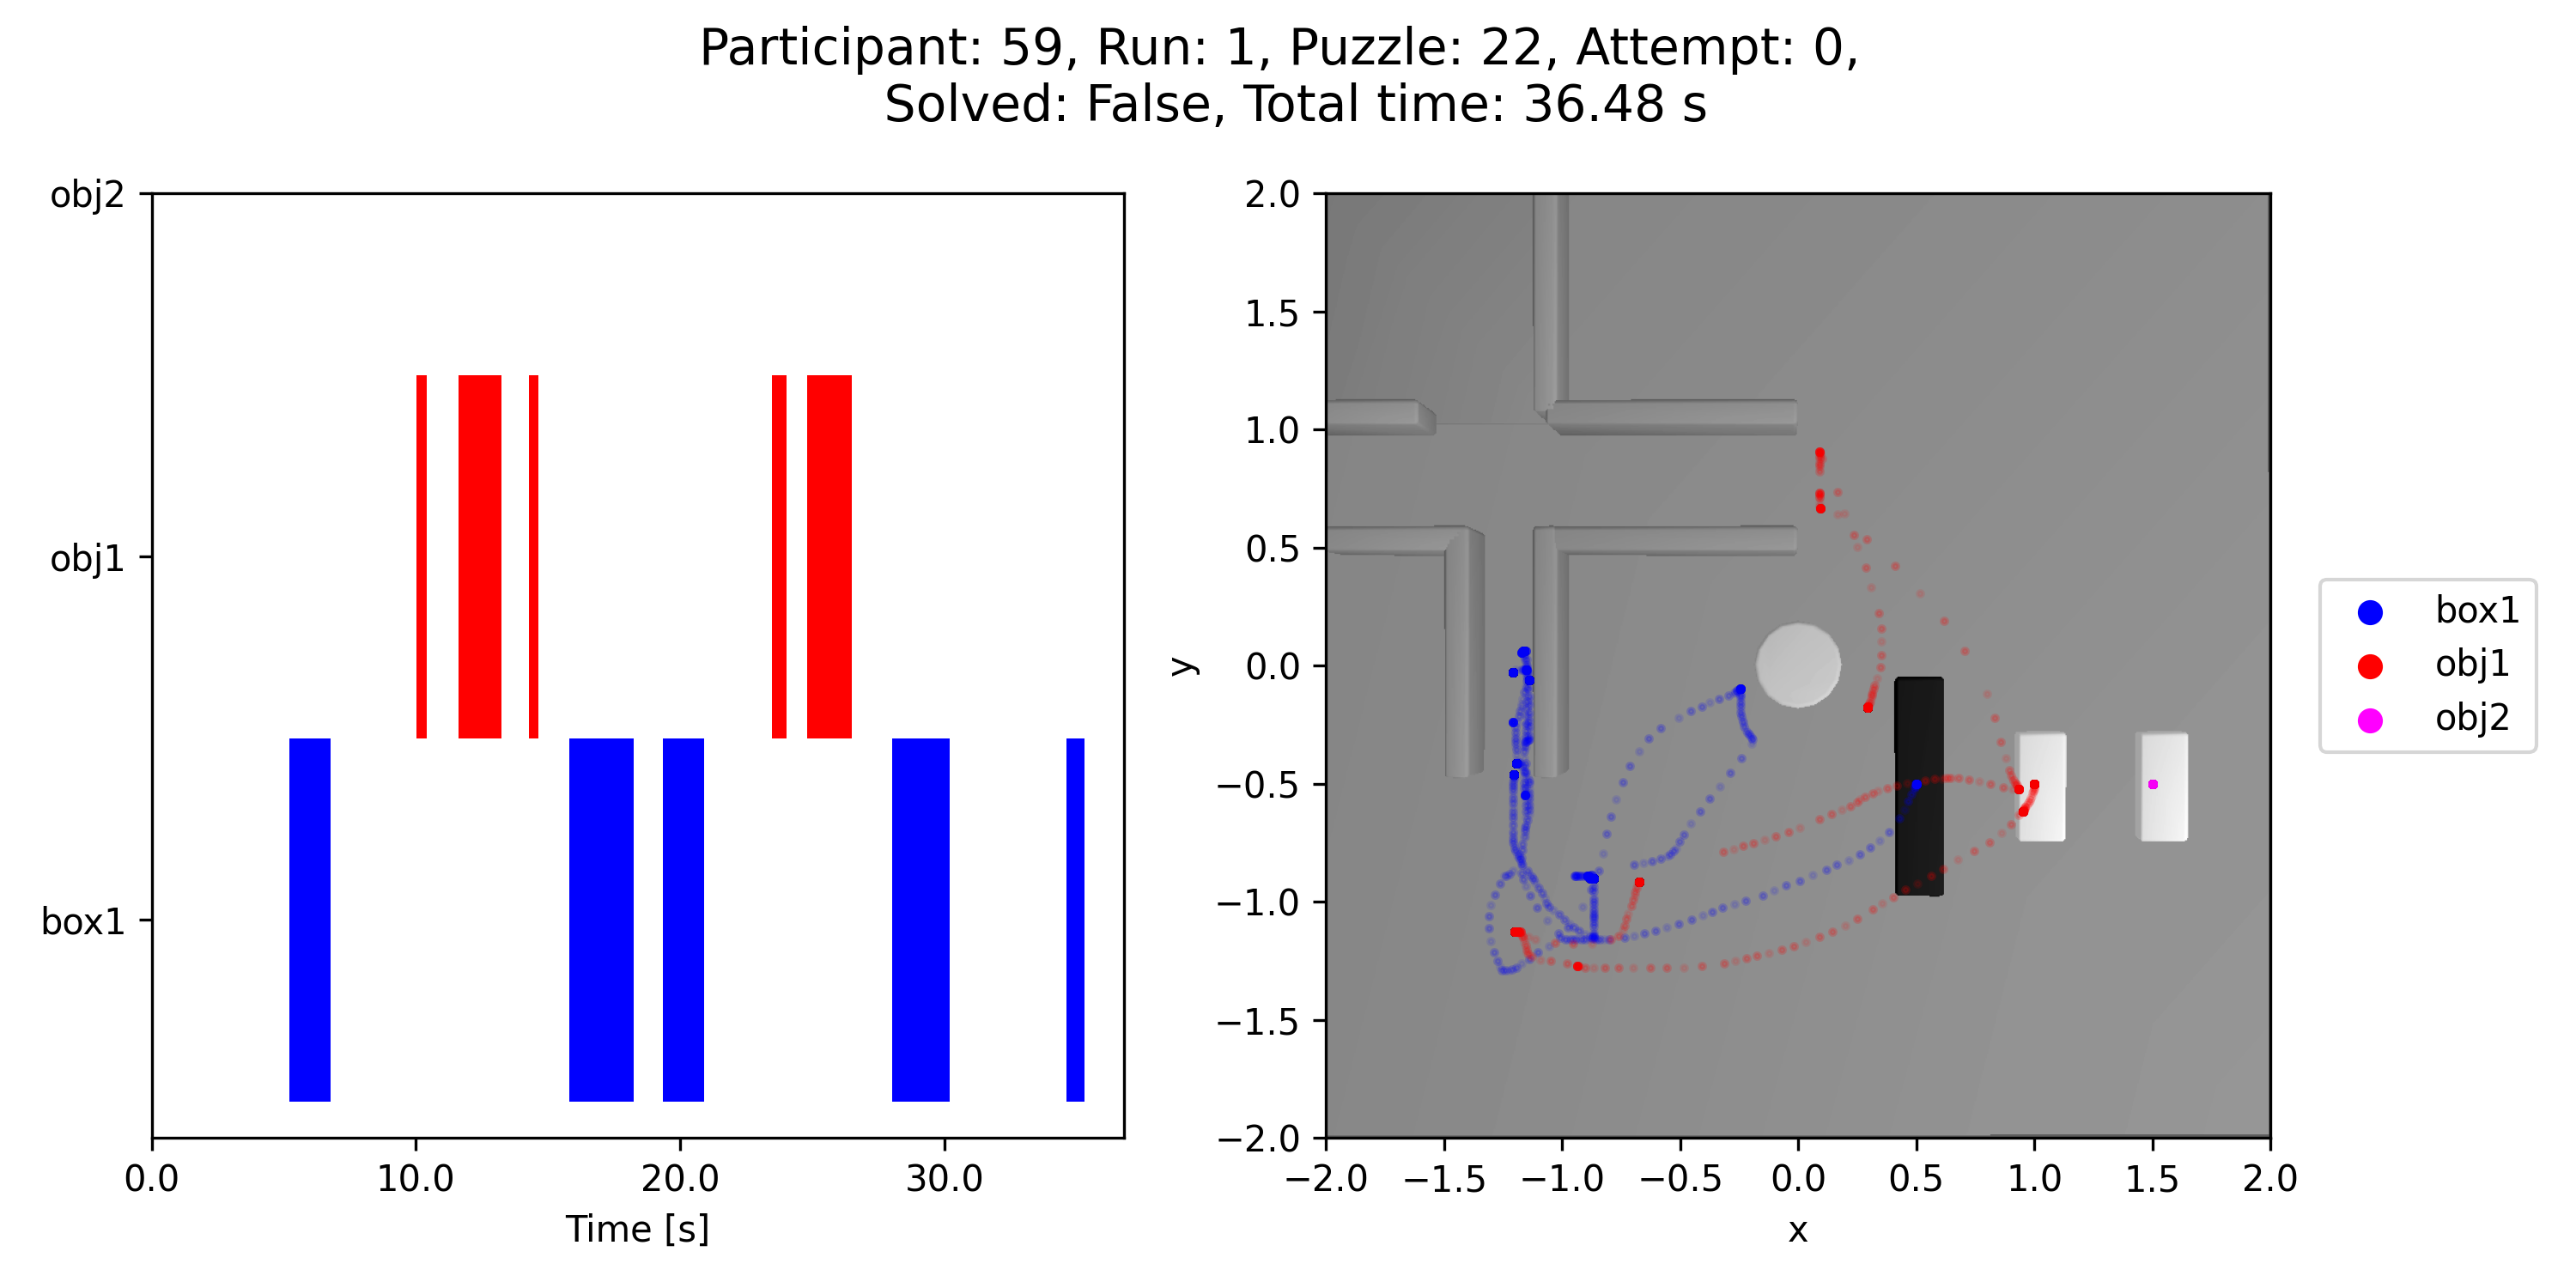 Participant: 59, Run: 1, Puzzle: 22, Attempt: 0,
Solved: False, Total time: 36.48 s
obj2
obj1
box1
0.0 10.0 20.0 30.0
Time [s]
2.0
1.5
1.0
0.5
0.0
−0.5
−1.0
−1.5
−2.0
y
−2.0 −1.5 −1.0 −0.5 0.0 0.5 1.0 1.5 2.0
x
box1
obj1
obj2